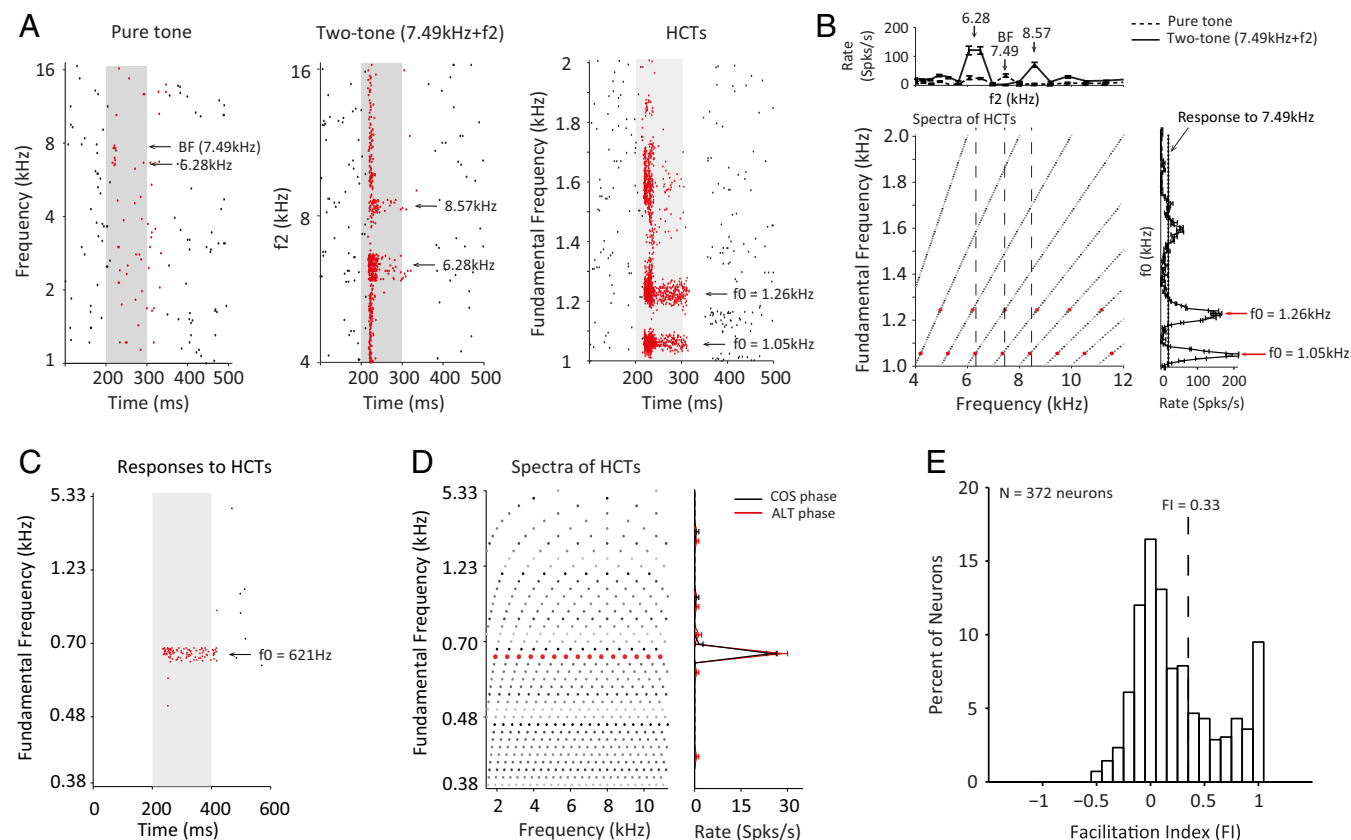 A
Pure tone
Frequency (kHz)
16
8
4
2
1
BF (7.49kHz)
6.28kHz
100 200 300 400 500
Time (ms)
Two-tone (7.49kHz+f2)
f2 (kHz)
16
8
4
8.57kHz
6.28kHz
100 200 300 400 500
Time (ms)
HCTs
Fundamental Frequency (kHz)
2
1.8
1.6
1.4
1.2
1
f0 = 1.26kHz
f0 = 1.05kHz
100 200 300 400 500
Time (ms)
B
Rate
(Spks/s)
200
100
0
6.28
BF
7.49
8.57
f2 (kHz)
Pure tone
Two-tone (7.49kHz+f2)
Spectra of HCTs
Fundamental Frequency (kHz)
2.0
1.8
1.6
1.4
1.2
1.0
4 6 8 10 12
Frequency (kHz)
Response to 7.49kHz
f0 (kHz)
f0 = 1.26kHz
f0 = 1.05kHz
0 100 200
Rate (Spks/s)
C
Responses to HCTs
Fundamental Frequency (kHz)
5.33
1.23
0.70
0.48
0.38
f0 = 621Hz
0 200 400 600
Time (ms)
D
Spectra of HCTs
Fundamental Frequency (kHz)
5.33
1.23
0.70
0.48
0.38
2 4 6 8 10
Frequency (kHz)
COS phase
ALT phase
0 15 30
Rate (Spks/s)
E
Percent of Neurons
20
15
10
5
0
N = 372 neurons
FI = 0.33
−1 −0.5 0 0.5 1
Facilitation Index (FI)